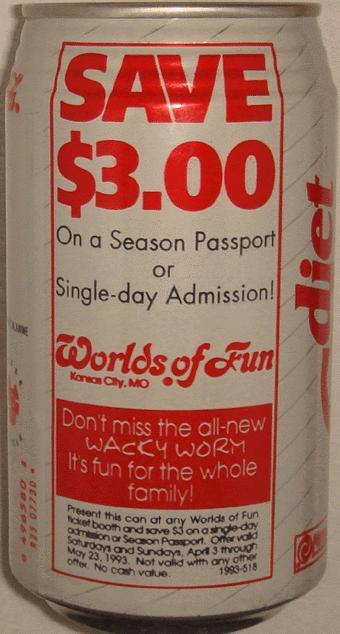 SAVE
$3.00
On a Season Passport
or
Single-day Admission!
Worlds of Fun
Kansas City, MO
Don't miss the all-new
WACKY WORM
It's fun for the whole
family!
Present this can at any Worlds of Fun
ticket booth and save $3 on a single-day
admission or Season Passport. Offer valid
Saturdays and Sundays, April 3 through
May 23, 1993. Not valid with any other
offer. No cash value. 1993-518
diet